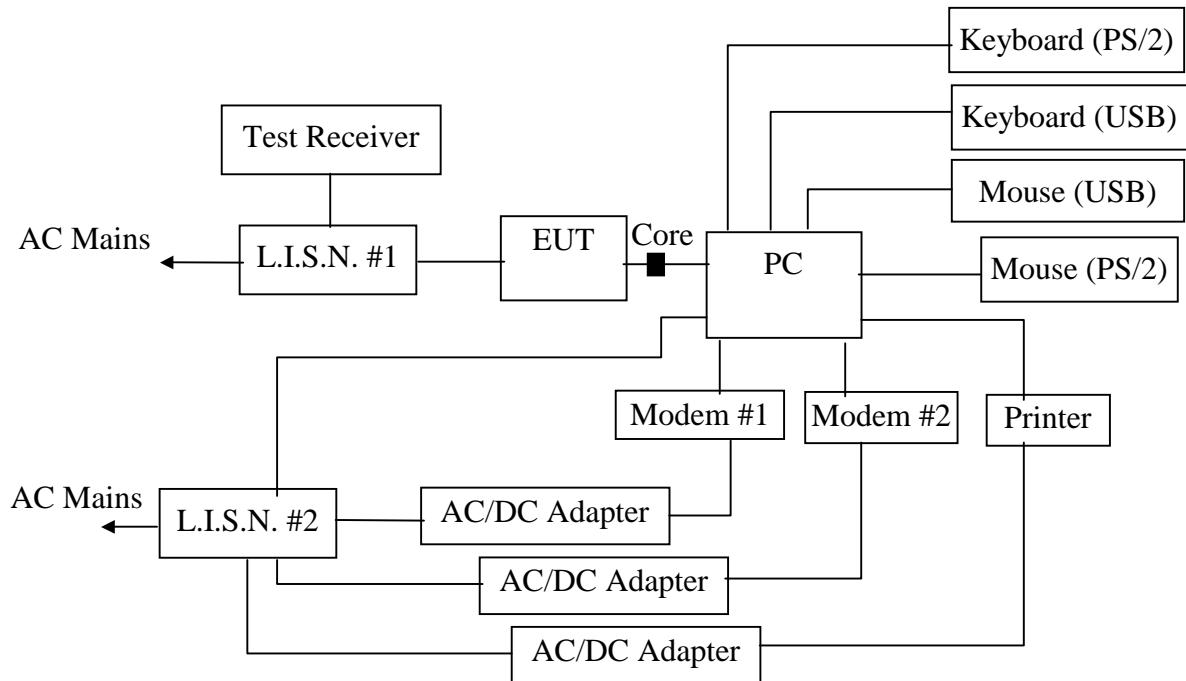 Keyboard (PS/2)
Keyboard (USB)
Test Receiver
Mouse (USB)
AC Mains
L.I.S.N. #1
EUT
Core
PC
Mouse (PS/2)
Modem #1
Modem #2
Printer
AC Mains
L.I.S.N. #2
AC/DC Adapter
AC/DC Adapter
AC/DC Adapter